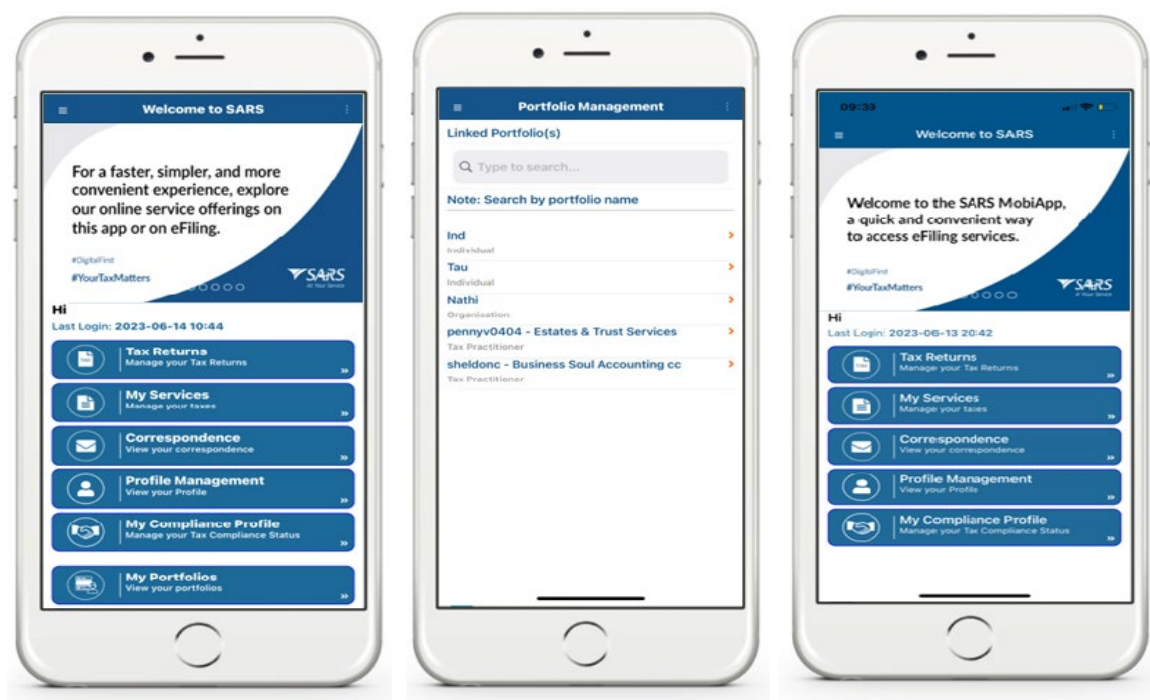 Welcome to SARS
For a faster, simpler, and more
convenient experience, explore
our online service offerings on
this app or on eFiling.
#DigitalFirst
#YourTaxMatters
SARS
At Your Service
Hi
Last Login: 2023-06-14 10:44
Tax Returns
Manage your Tax Returns
My Services
Manage your taxes
Correspondence
View your correspondence
Profile Management
View your Profile
My Compliance Profile
Manage your Tax Compliance Status
My Portfolios
View your portfolios
Portfolio Management
Linked Portfolio(s)
Type to search...
Note: Search by portfolio name
Ind
Individual
Tau
Individual
Nathi
Organisation
pennyv0404 - Estates & Trust Services
Tax Practitioner
sheldonc - Business Soul Accounting cc
Tax Practitioner
09:39
Welcome to SARS
Welcome to the SARS MobiApp,
a quick and convenient way
to access eFiling services.
#DigitalFirst
#YourTaxMatters
SARS
At Your Service
Hi
Last Login: 2023-06-13 20:42
Tax Returns
Manage your Tax Returns
My Services
Manage your taxes
Correspondence
View your correspondence
Profile Management
View your Profile
My Compliance Profile
Manage your Tax Compliance Status